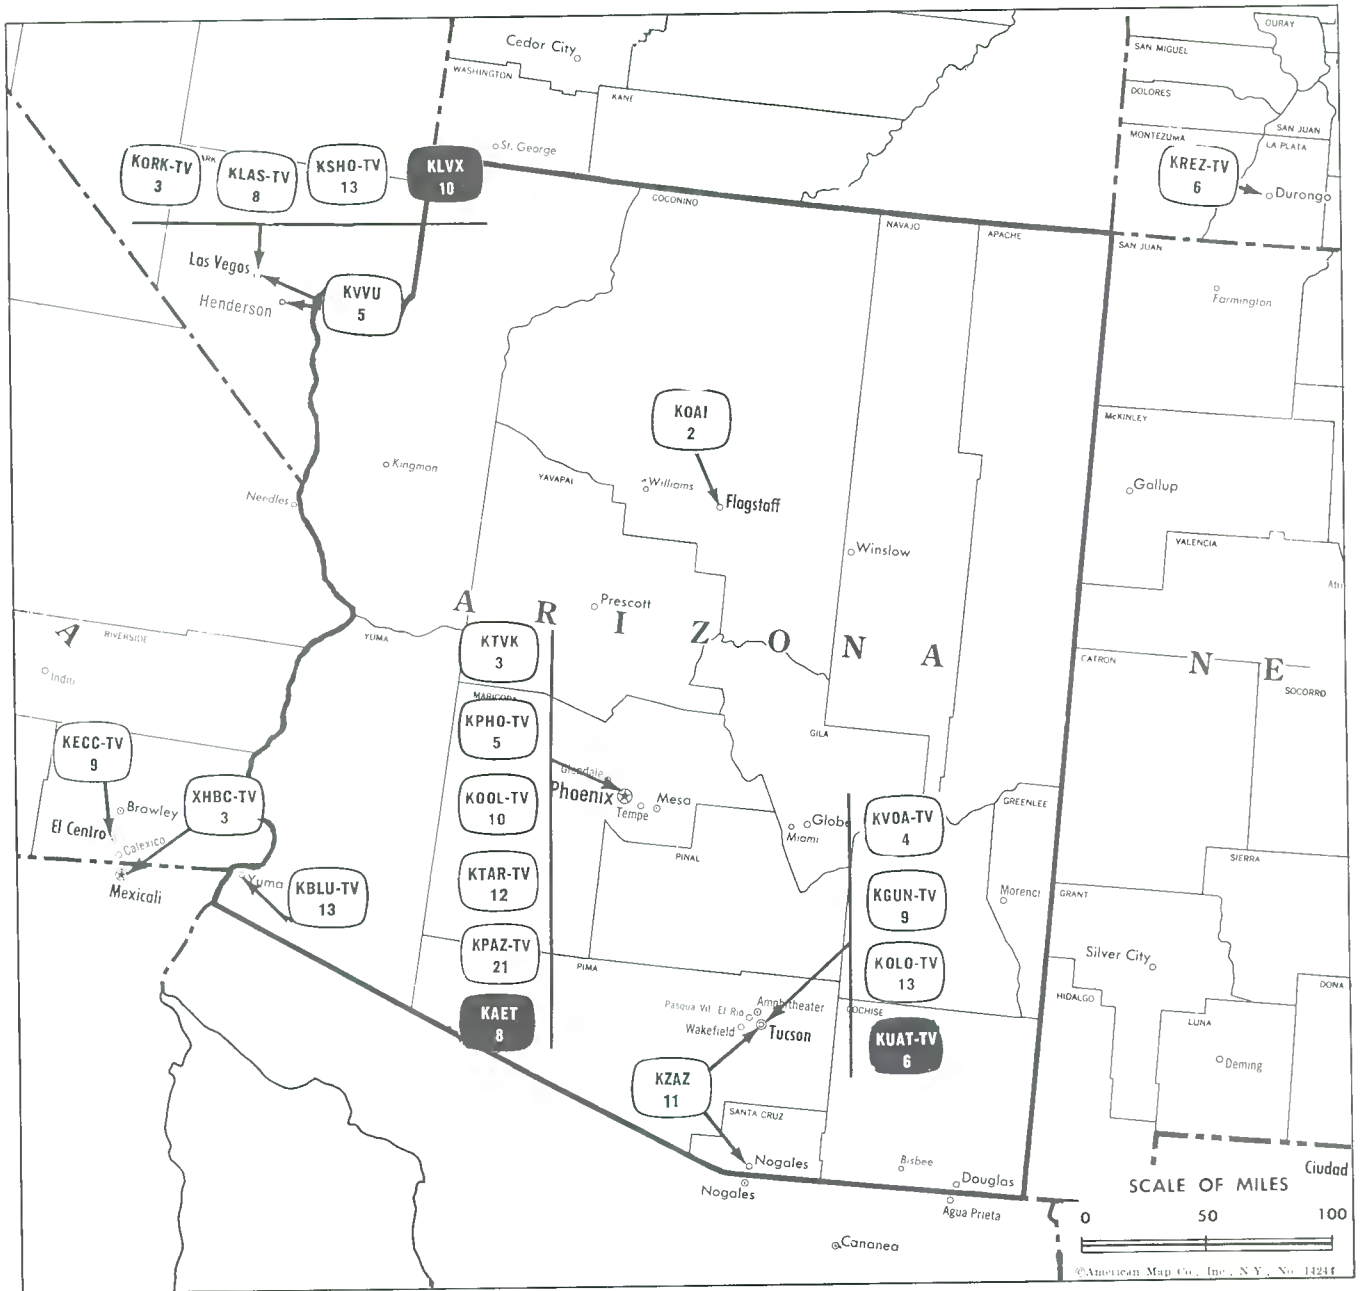 OURAY
SAN MIGUEL
Cedor City
WASHINGTON
KANE
DOLORES
SAN JUAN
MONTEZUMA
LA PLATA
St. George
KORK-TV
3
ARK
KLAS-TV
8
KSHO-TV
13
KLVX
10
KREZ-TV
6
Durongo
COCONINO
NAVAJO
APACHE
SAN JUAN
Las Vegas
Henderson
KVVU
5
Farmington
KOAI
2
McKINLEY
Kingman
YAVAPAI
Williams
Flagstaff
Gallup
Needles
Winslow
VALENCIA
Prescott
A R I Z O N A
A
RIVERSIDE
YUMA
KTVK
3
CATRON
N E
SOCORRO
MARICOPA
KPHO-TV
5
GILA
KECC-TV
9
Glendale
Phoenix
Tempe
Mesa
XHBC-TV
3
Brawley
El Centro
Calexico
KOOL-TV
10
Globe
Miami
GREENLEE
KVOA-TV
4
PINAL
SIERRA
Mexicali
Yuma
KBLU-TV
13
KTAR-TV
12
KGUN-TV
9
Morenci
GRANT
KPAZ-TV
21
PIMA
KOLO-TV
13
Silver City
HIDALGO
DONA
KAET
8
Pasqua Vil
El Rio
Amphitheater
Wakefield
Tucson
COCHISE
LUNA
KUAT-TV
6
Deming
KZAZ
11
SANTA CRUZ
Nogales
Nogales
Bisbee
Douglas
Agua Prieta
Ciudad
SCALE OF MILES
0 50 100
Cananea
©American Map Co., Inc., N.Y., No. 14244